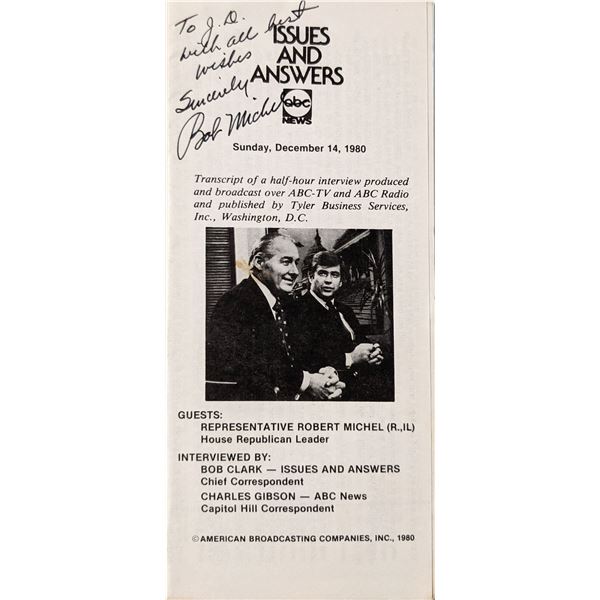 To J.D.
with all best
wishes
Sincerely
Bob Michel
ISSUES
AND
ANSWERS
abc
NEWS
Sunday, December 14, 1980
Transcript of a half-hour interview produced
and broadcast over ABC-TV and ABC Radio
and published by Tyler Business Services,
Inc., Washington, D.C.
GUESTS:
REPRESENTATIVE ROBERT MICHEL (R.,IL)
House Republican Leader
INTERVIEWED BY:
BOB CLARK — ISSUES AND ANSWERS
Chief Correspondent
CHARLES GIBSON — ABC News
Capitol Hill Correspondent
©AMERICAN BROADCASTING COMPANIES, INC., 1980